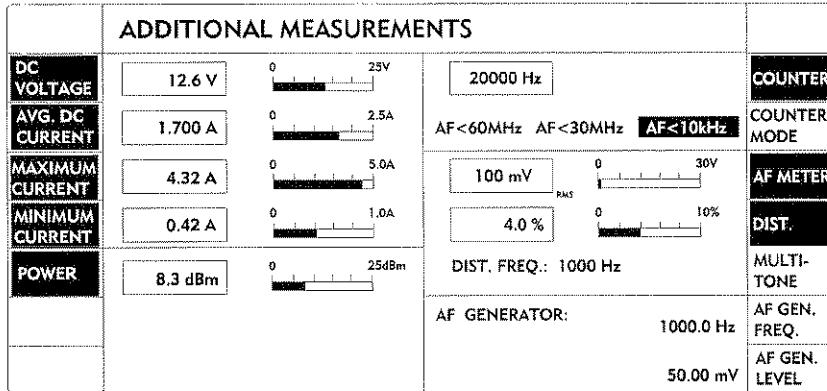 ADDITIONAL MEASUREMENTS
DC
VOLTAGE
12.6 V
0 25V
AVG. DC
CURRENT
1.700 A
0 2.5A
MAXIMUM
CURRENT
4.32 A
0 5.0A
MINIMUM
CURRENT
0.42 A
0 1.0A
POWER
8,3 dBm
0 25dBm
20000 Hz
COUNTER
AF<60MHz AF<30MHz AF<10kHz
COUNTER
MODE
100 mV
RMS
0 30V
AF METER
4.0 %
0 10%
DIST.
DIST. FREQ.: 1000 Hz
MULTI-
TONE
AF GENERATOR:
1000.0 Hz
AF GEN.
FREQ.
50.00 mV
AF GEN.
LEVEL